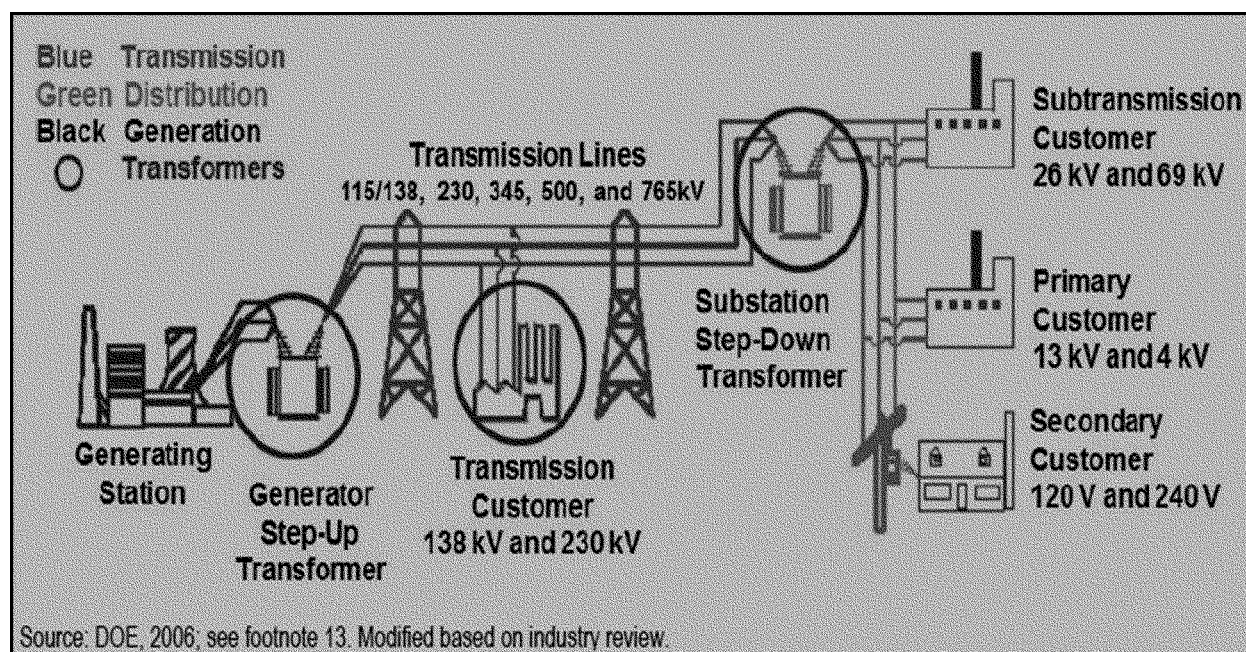 Blue Transmission
Green Distribution
Black Generation
Transformers
Transmission Lines
115/138, 230, 345, 500, and 765kV
Subtransmission
Customer
26 kV and 69 kV
Substation
Step-Down
Transformer
Primary
Customer
13 kV and 4 kV
Generating
Station
Generator
Step-Up
Transformer
Transmission
Customer
138 kV and 230 kV
Secondary
Customer
120 V and 240 V
Source: DOE, 2006; see footnote 13. Modified based on industry review.